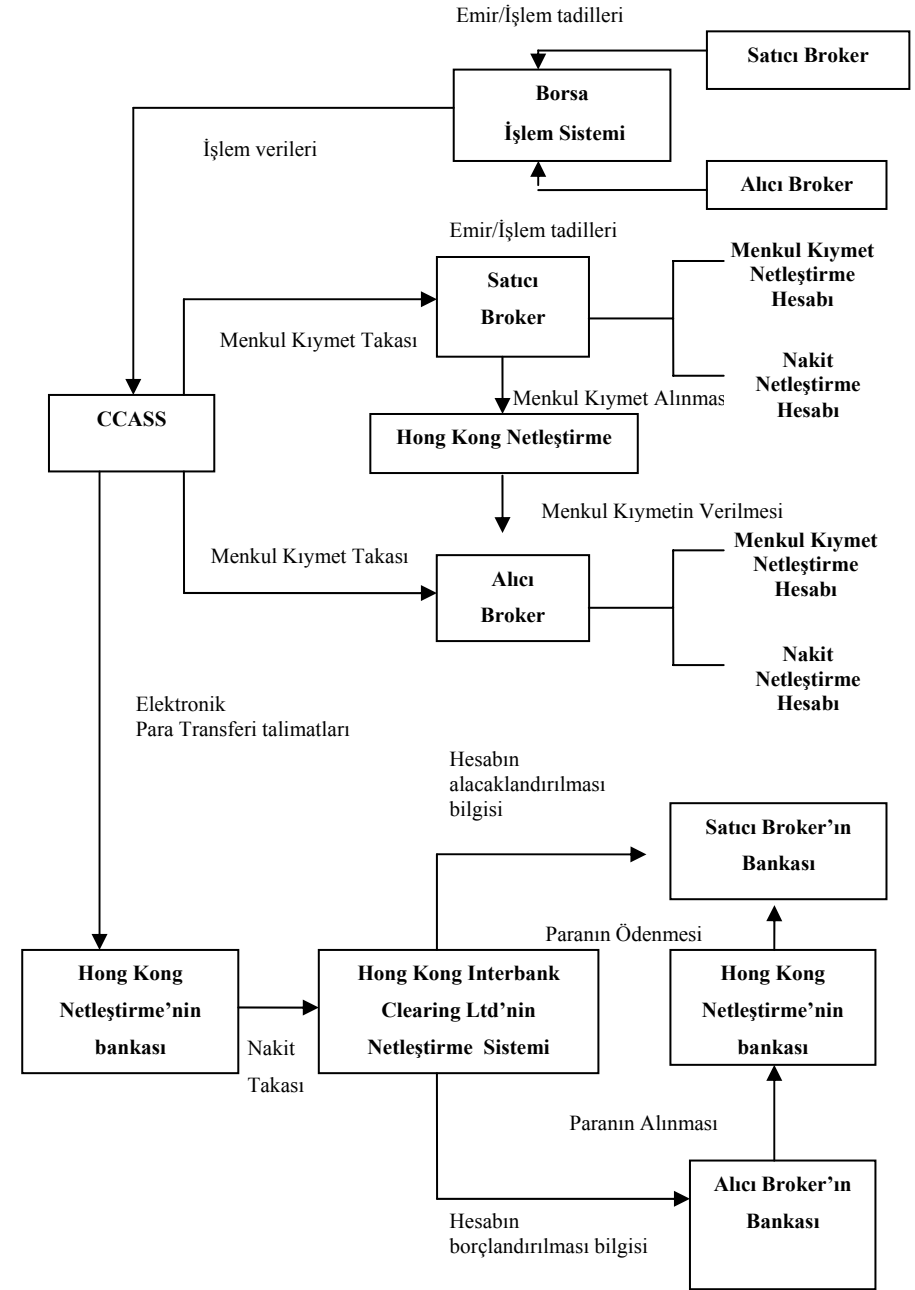 Emir/İşlem tadilleri
Satıcı Broker
Borsa
İşlem Sistemi
İşlem verileri
Alıcı Broker
Emir/İşlem tadilleri
Menkul Kıymet
Netleştirme
Hesabı
Satıcı
Broker
Menkul Kıymet Takası
Nakit
Netleştirme
Hesabı
Menkul Kıymet Alınmas
CCASS
Hong Kong Netleştirme
Menkul Kıymetin Verilmesi
Menkul Kıymet
Netleştirme
Hesabı
Menkul Kıymet Takası
Alıcı
Broker
Nakit
Netleştirme
Hesabı
Elektronik
Para Transferi talimatları
Hesabın
alacaklandırılması
bilgisi
Satıcı Broker’ın
Bankası
Paranın Ödenmesi
Hong Kong
Netleştirme’nin
bankası
Nakit
Takası
Hong Kong Interbank
Clearing Ltd’nin
Netleştirme Sistemi
Hong Kong
Netleştirme’nin
bankası
Paranın Alınması
Alıcı Broker’ın
Bankası
Hesabın
borçlandırılması bilgisi